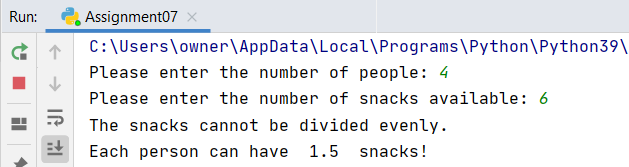 Run: Assignment07
C:\Users\owner\AppData\Local\Programs\Python\Python39\
Please enter the number of people: 4
Please enter the number of snacks available: 6
The snacks cannot be divided evenly.
Each person can have  1.5  snacks!